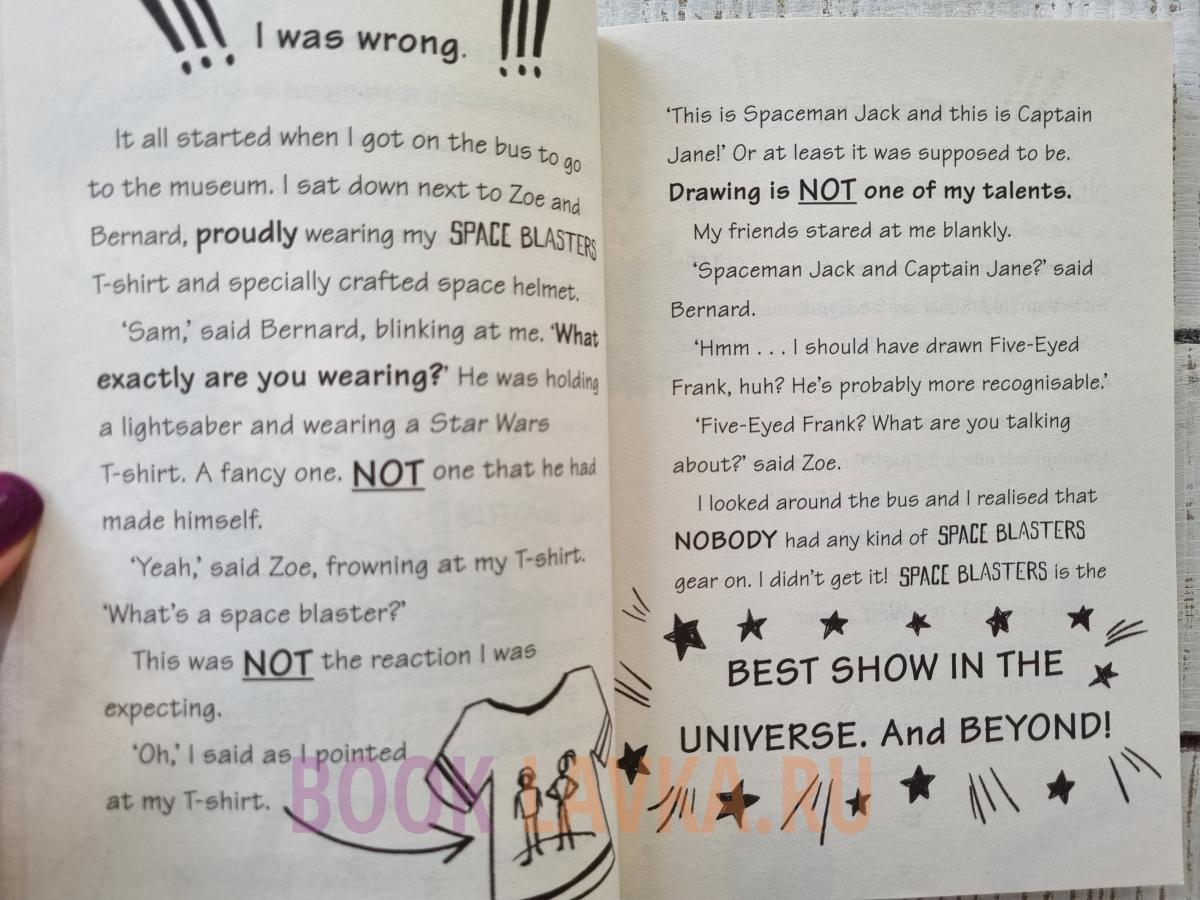 !!! I was wrong. !!!
It all started when I got on the bus to go
to the museum. I sat down next to Zoe and
Bernard, proudly wearing my SPACE BLASTERS
T-shirt and specially crafted space helmet.
‘Sam,’ said Bernard, blinking at me. ‘What
exactly are you wearing?’ He was holding
a lightsaber and wearing a Star Wars
T-shirt. A fancy one. NOT one that he had
made himself.
‘Yeah,’ said Zoe, frowning at my T-shirt.
‘What’s a space blaster?’
This was NOT the reaction I was
expecting.
‘Oh,’ I said as I pointed
at my T-shirt.
‘This is Spaceman Jack and this is Captain
Jane!’ Or at least it was supposed to be.
Drawing is NOT one of my talents.
My friends stared at me blankly.
‘Spaceman Jack and Captain Jane?’ said
Bernard.
‘Hmm . . . I should have drawn Five-Eyed
Frank, huh? He’s probably more recognisable.’
‘Five-Eyed Frank? What are you talking
about?’ said Zoe.
I looked around the bus and I realised that
NOBODY had any kind of SPACE BLASTERS
gear on. I didn’t get it! SPACE BLASTERS is the
BEST SHOW IN THE
UNIVERSE. And BEYOND!
BOOK LAVKA.RU